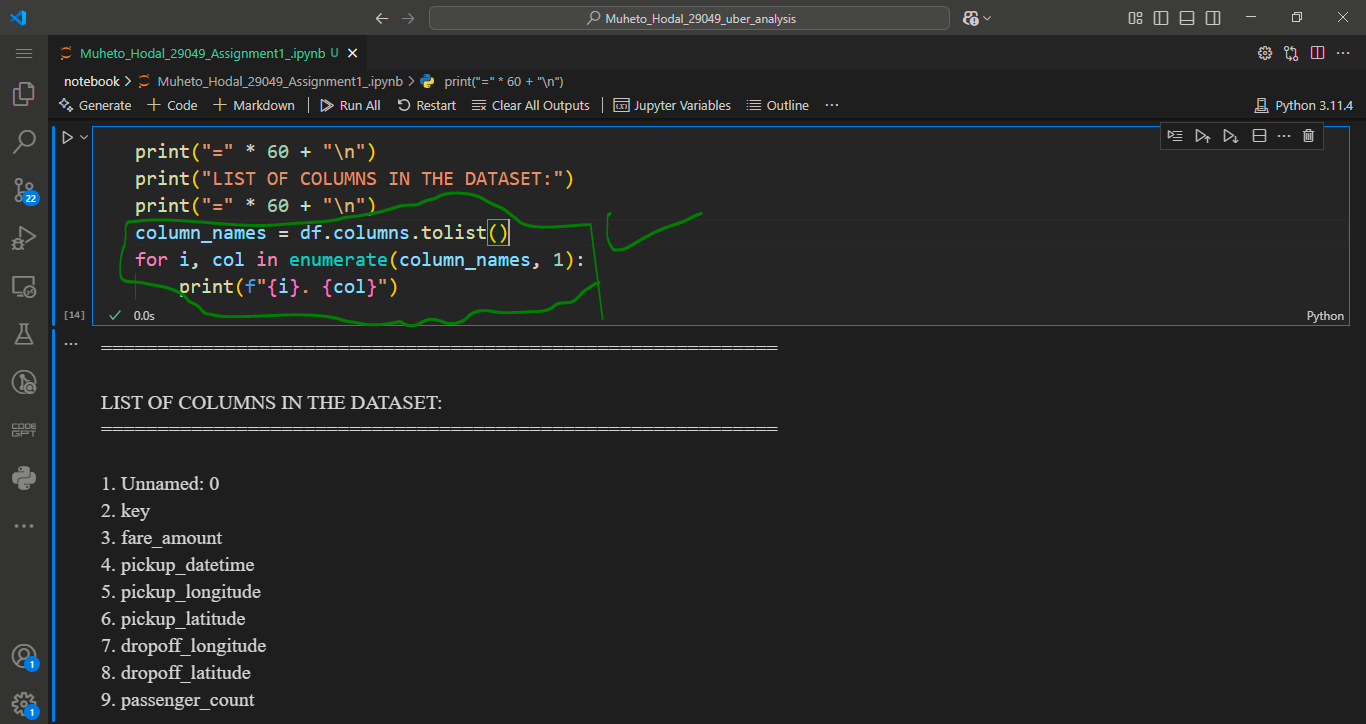 Muheto_Hodal_29049_uber_analysis
Muheto_Hodal_29049_Assignment1_.ipynb U
notebook > Muheto_Hodal_29049_Assignment1_.ipynb > print("=" * 60 + "\n")
Generate + Code + Markdown | Run All Restart Clear All Outputs | Jupyter Variables Outline ... Python 3.11.4
print("=" * 60 + "\n")
print("LIST OF COLUMNS IN THE DATASET:")
print("=" * 60 + "\n")
column_names = df.columns.tolist()
for i, col in enumerate(column_names, 1):
    print(f"{i}. {col}")
[14] 0.0s Python
22
============================================================
LIST OF COLUMNS IN THE DATASET:
============================================================
CODE
GPT
1. Unnamed: 0
2. key
3. fare_amount
4. pickup_datetime
5. pickup_longitude
6. pickup_latitude
7. dropoff_longitude
8. dropoff_latitude
9. passenger_count
1
1